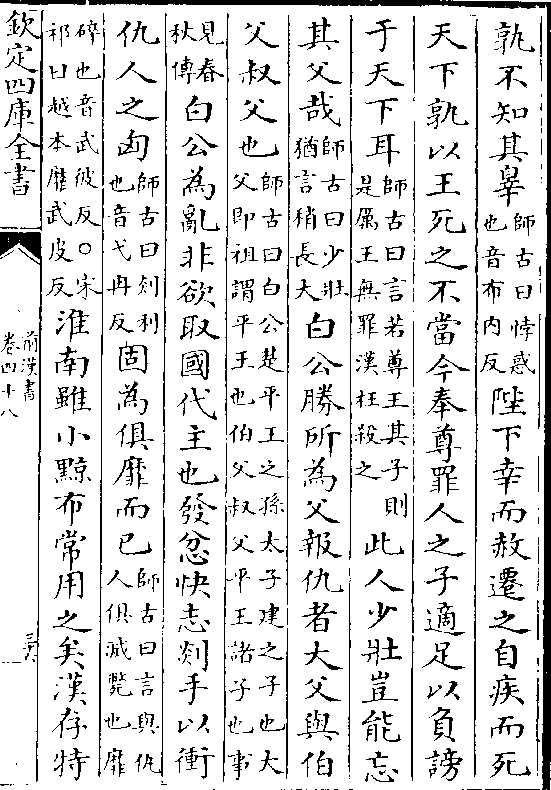 孰不知其辠師古曰悖惑也音布内反陛下幸而赦遷之自疾而死
天下孰以王死之不當今奉尊罪人之子適足以負謗
于天下耳師古曰言若尊王其子則是厲王無罪漢枉殺之此人少壯豈能忘
其父哉師古曰少壯猶言稍長大白公勝所為父報仇者大父與伯
父叔父也師古曰白公楚平王之孫太子建之子也大父即祖謂平王也伯父叔父平王諸子也事
見春秋傳白公為亂非欲取國代主也發忿快志剡手以衝
仇人之匈師古曰剡利也音弋冉反固為俱靡而已師古曰言與仇人俱滅斃也靡
碎也音武彼反○宋祁曰越本靡武皮反淮南雖小黥布常用之矣漢存特
欽定四庫全書
前漢書
卷四十八